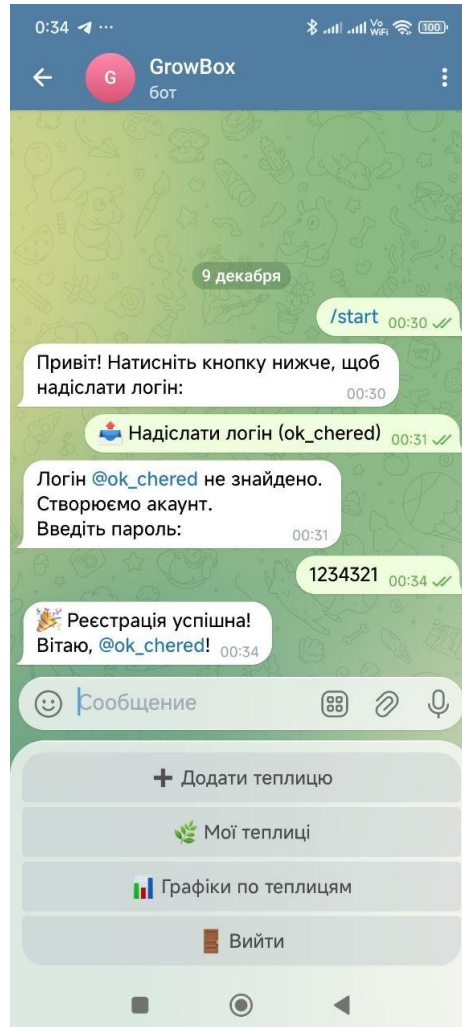 0:34
Vo WiFi
100
G
GrowBox
бот
9 декабря
/start 00:30
Привіт! Натисніть кнопку нижче, щоб
надіслати логін: 00:30
Надіслати логін (ok_chered) 00:31
Логін @ok_chered не знайдено.
Створюємо акаунт.
Введіть пароль: 00:31
1234321 00:34
Реєстрація успішна!
Вітаю, @ok_chered! 00:34
Сообщение
Додати теплицю
Мої теплиці
Графіки по теплицям
Вийти